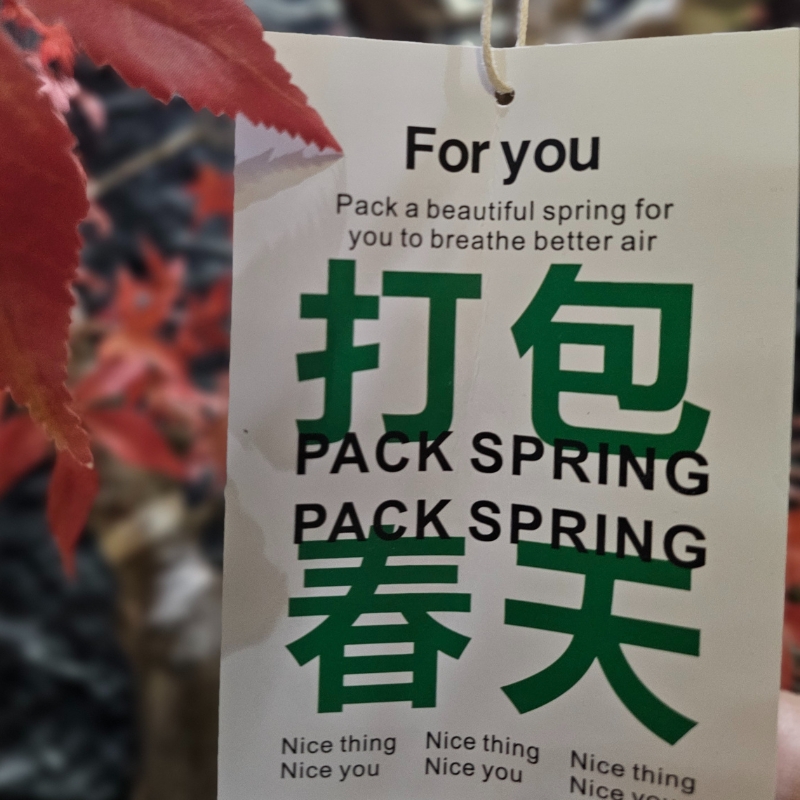 For you
Pack a beautiful spring for
you to breathe better air
打包
PACK SPRING
PACK SPRING
春天
Nice thing Nice thing Nice thing
Nice you Nice you Nice